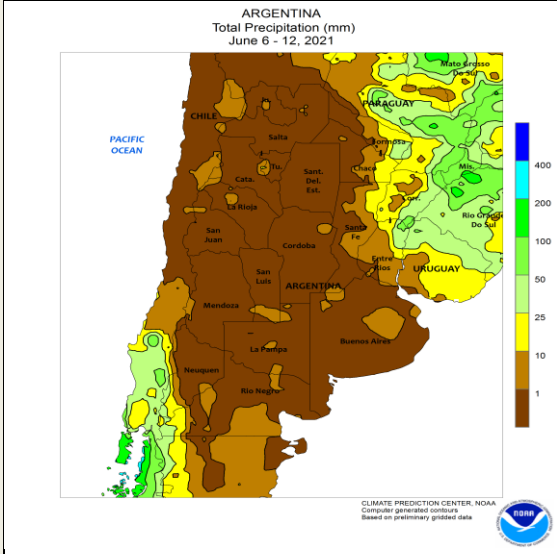 ARGENTINA
Total Precipitation (mm)
June 6 - 12, 2021
Mato Grosso
Do Sul
PARAGUAY
CHILE
PACIFIC
OCEAN
Salta
Formosa
Tu.
Chaco
Mis.
Cata.
Sant.
Del.
Est.
Corr.
La Rioja
Rio Grande
Do Sul
San
Juan
Santa
Fe
Cordoba
Entre
Rios
URUGUAY
San
Luis
ARGENTINA
Mendoza
Buenos Aires
La Pampa
Neuquen
Rio Negro
400
200
100
50
25
10
1
CLIMATE PREDICTION CENTER, NOAA
Computer generated contours
Based on preliminary gridded data
NOAA